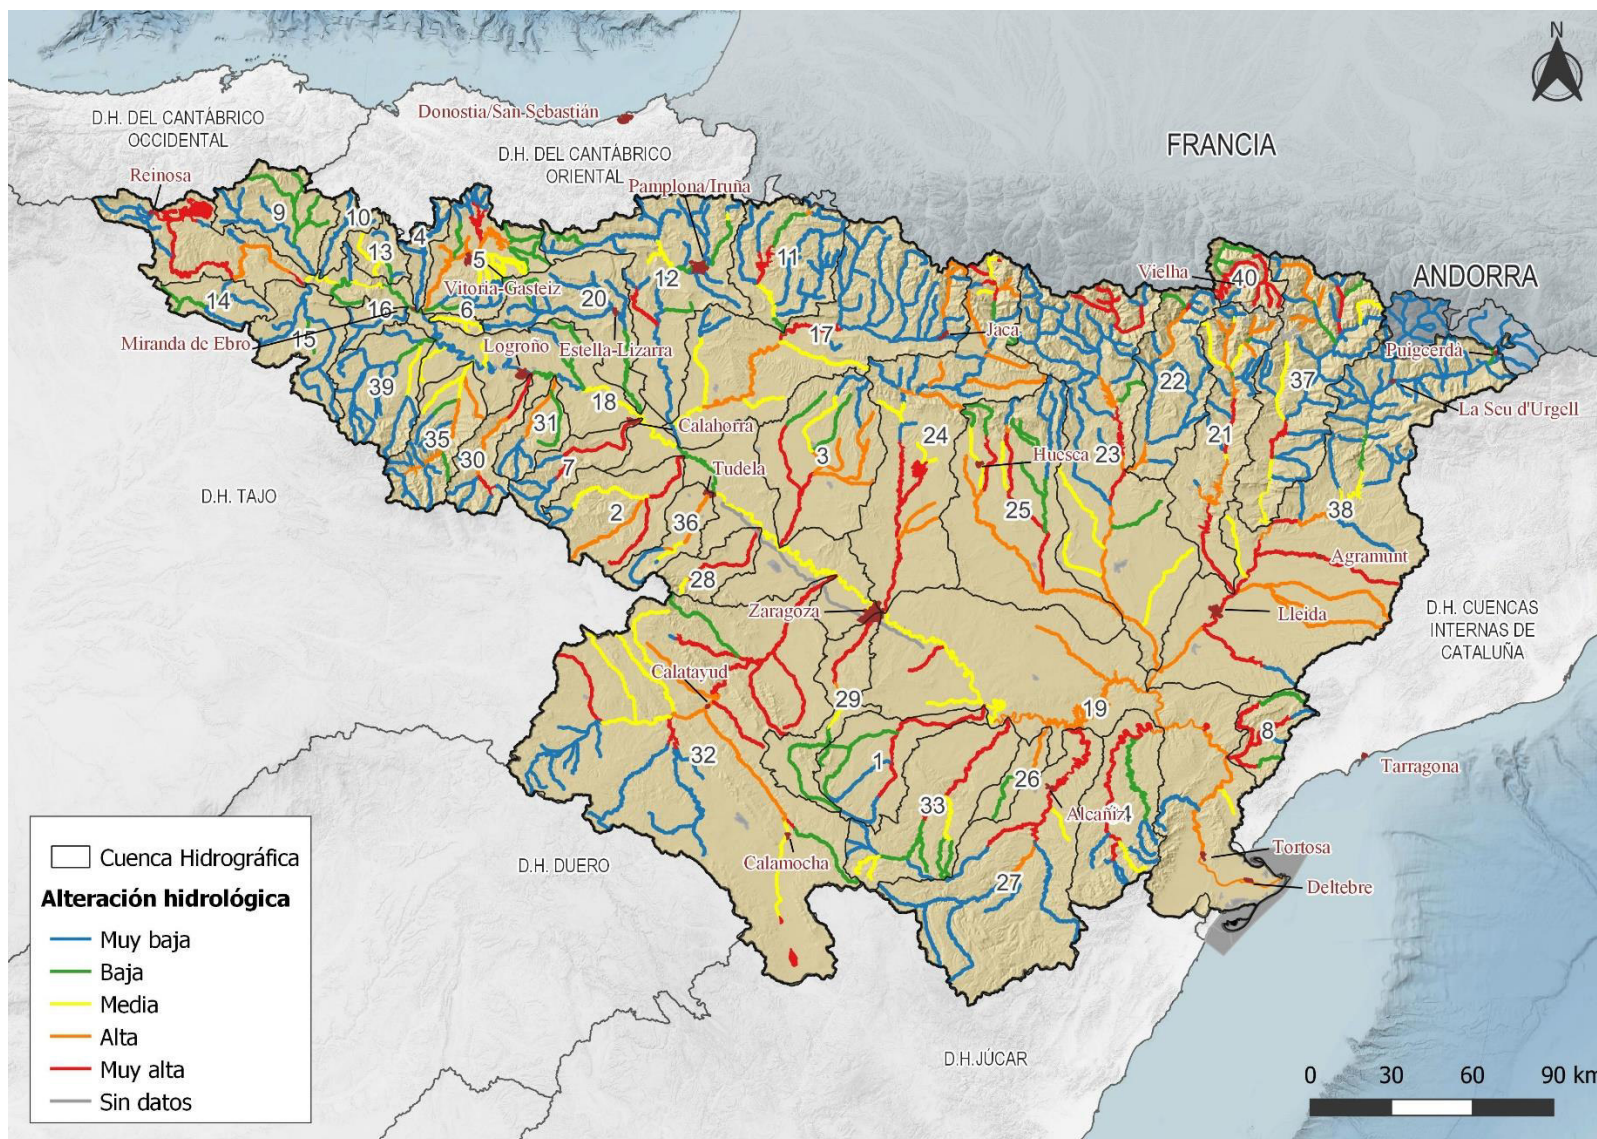 N
Donostia/San Sebastián
D.H. DEL CANTÁBRICO
OCCIDENTAL
FRANCIA
D.H. DEL CANTÁBRICO
ORIENTAL
Reinosa
Pamplona/Iruña
9
10
4
13
5
12
11
Vielha
40
ANDORRA
Vitoria-Gasteiz
14
6
20
16
15
Miranda de Ebro
Logroño
Estella-Lizarra
17
Jaca
Puigcerdà
39
18
22
37
La Seu d'Urgell
31
Calahorra
35
30
7
3
24
Huesca
23
21
Tudela
D.H. TAJO
2
36
25
38
Agramunt
28
Zaragoza
Lleida
D.H. CUENCAS
INTERNAS DE
CATALUÑA
Calatayud
29
19
8
32
1
Tarragona
26
33
Alcañiz
4
Calamocha
Tortosa
D.H. DUERO
27
Deltebre
D.H.JÚCAR
Cuenca Hidrográfica
Alteración hidrológica
Muy baja
Baja
Media
Alta
Muy alta
Sin datos
0 30 60 90 km